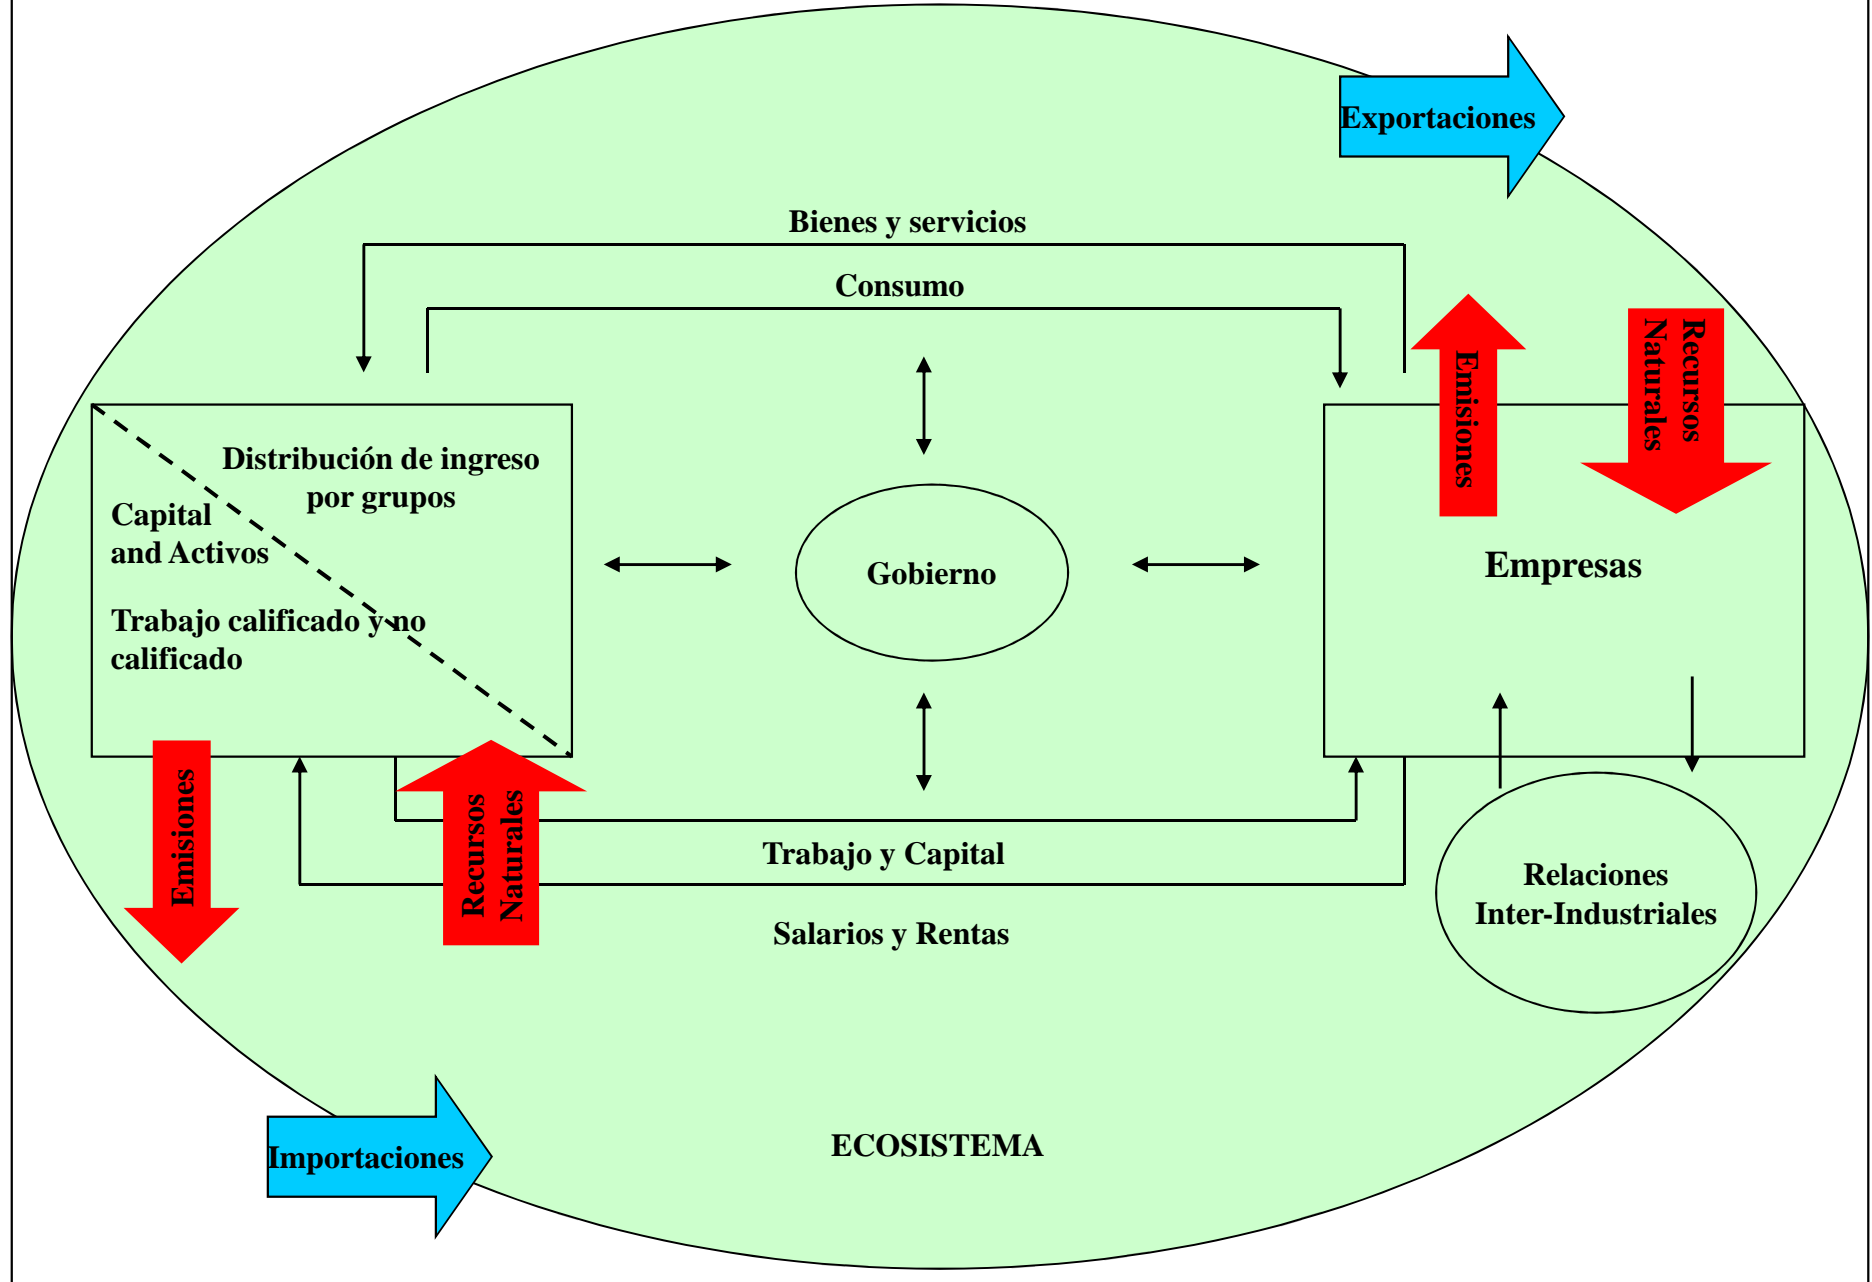 Exportaciones
Bienes y servicios
Consumo
Emisiones
Recursos
Naturales
Distribución de ingreso
por grupos
Capital
and Activos
Trabajo calificado y no
calificado
Gobierno
Empresas
Emisiones
Recursos
Naturales
Trabajo y Capital
Salarios y Rentas
Relaciones
Inter-Industriales
Importaciones
ECOSISTEMA